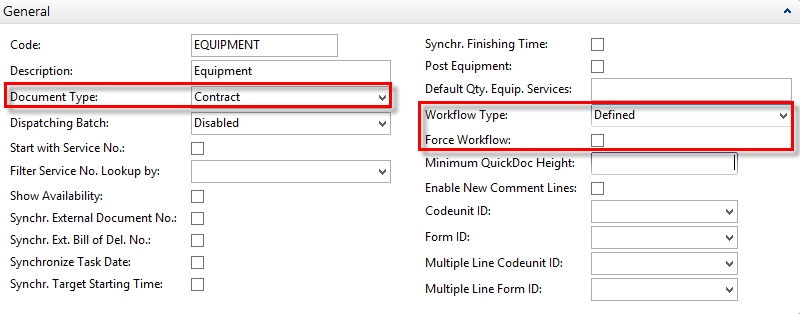 General
Code: EQUIPMENT
Description: Equipment
Document Type: Contract
Dispatching Batch: Disabled
Start with Service No.:
Filter Service No. Lookup by:
Show Availability:
Synchr. External Document No.:
Synchr. Ext. Bill of Del. No.:
Synchronize Task Date:
Synchr. Target Starting Time:
Synchr. Finishing Time:
Post Equipment:
Default Qty. Equip. Services:
Workflow Type: Defined
Force Workflow:
Minimum QuickDoc Height:
Enable New Comment Lines:
Codeunit ID:
Form ID:
Multiple Line Codeunit ID:
Multiple Line Form ID: